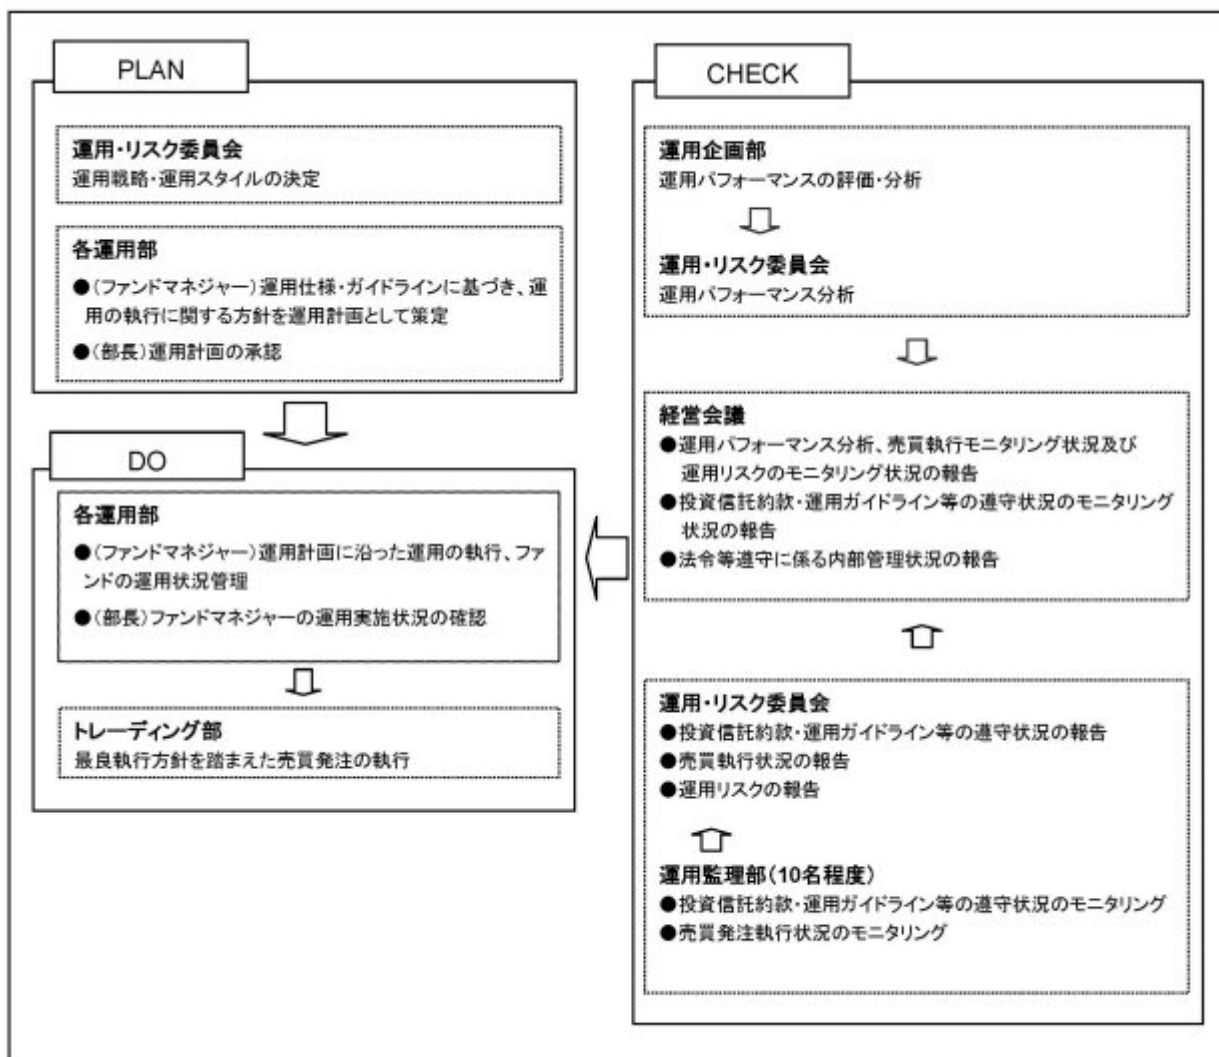 PLAN
運用・リスク委員会
運用戦略・運用スタイルの決定
各運用部
●(ファンドマネジャー)運用仕様・ガイドラインに基づき、運
用の執行に関する方針を運用計画として策定
●(部長)運用計画の承認
DO
各運用部
●(ファンドマネジャー)運用計画に沿った運用の執行、ファ
ンドの運用状況管理
●(部長)ファンドマネジャーの運用実施状況の確認
トレーディング部
最良執行方針を踏まえた売買発注の執行
CHECK
運用企画部
運用パフォーマンスの評価・分析
運用・リスク委員会
運用パフォーマンス分析
経営会議
●運用パフォーマンス分析、売買執行モニタリング状況及び
運用リスクのモニタリング状況の報告
●投資信託約款・運用ガイドライン等の遵守状況のモニタリング
状況の報告
●法令等遵守に係る内部管理状況の報告
運用・リスク委員会
●投資信託約款・運用ガイドライン等の遵守状況の報告
●売買執行状況の報告
●運用リスクの報告
運用監理部(10名程度)
●投資信託約款・運用ガイドライン等の遵守状況のモニタリング
●売買発注執行状況のモニタリング